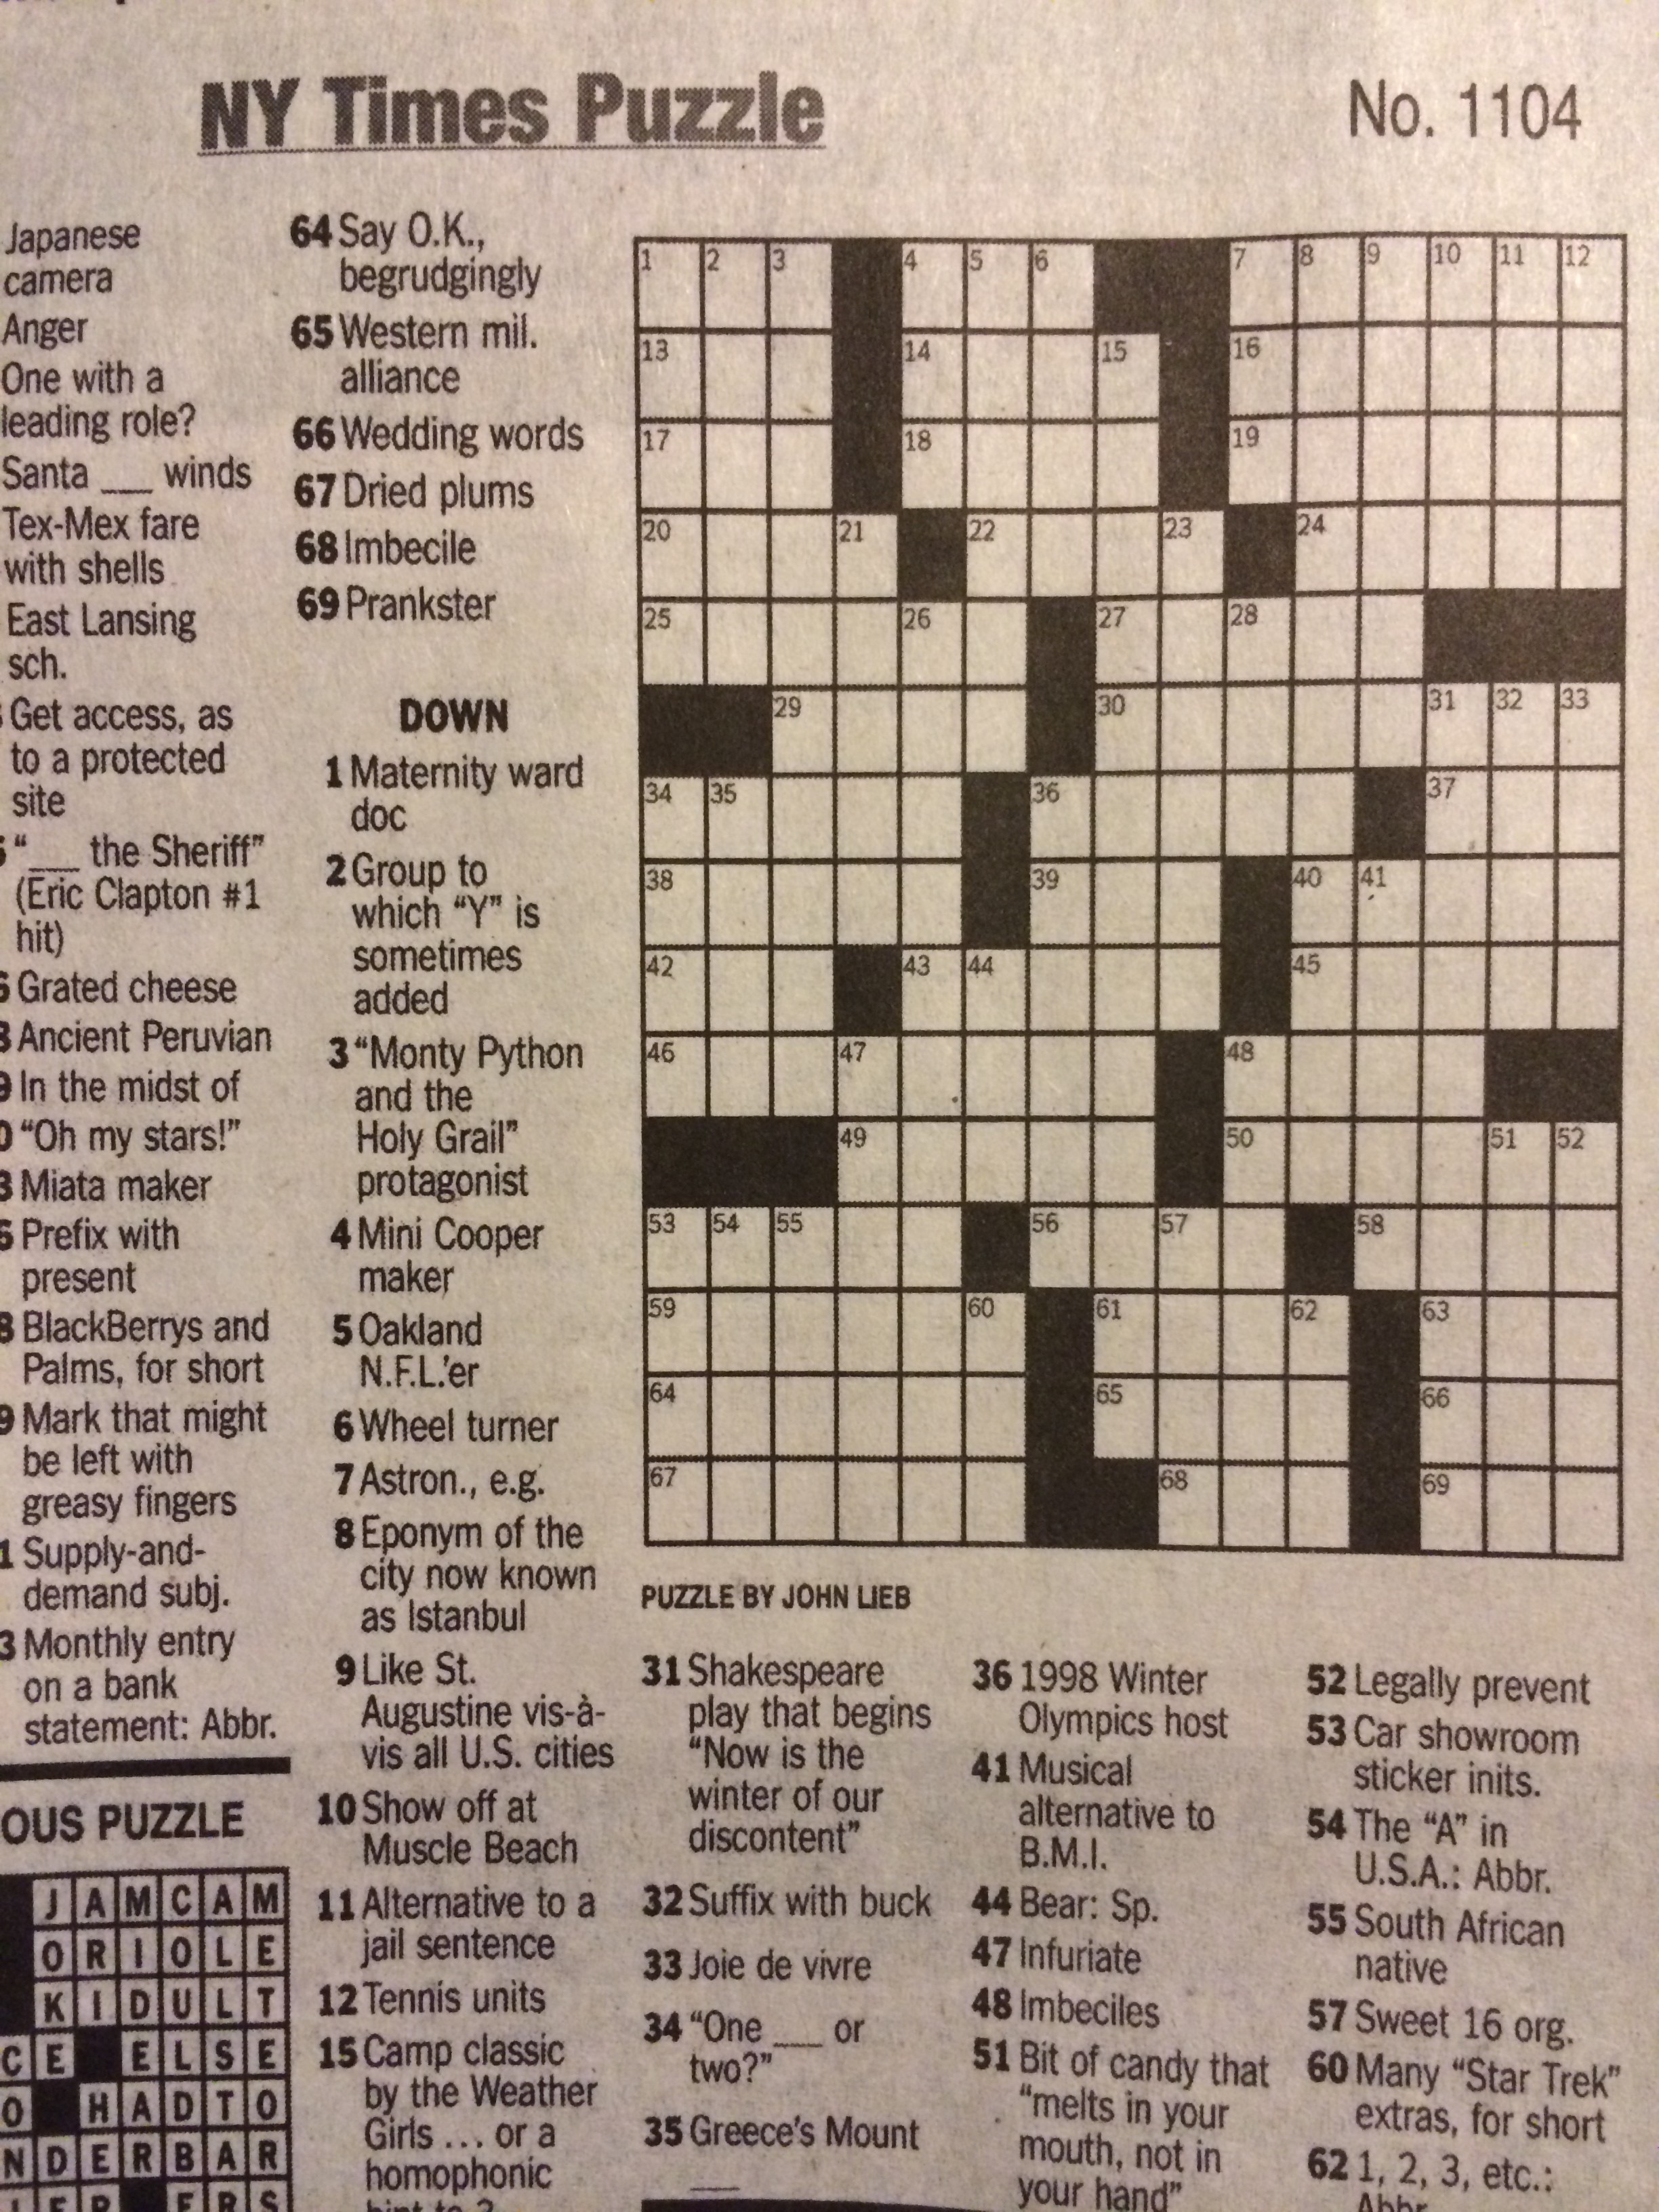 NY Times Puzzle
No. 1104
Japanese
camera
Anger
One with a
leading role?
Santa ___ winds
Tex-Mex fare
with shells
East Lansing
sch.
Get access, as
to a protected
site
“___ the Sheriff”
(Eric Clapton #1
hit)
Grated cheese
Ancient Peruvian
In the midst of
“Oh my stars!”
Miata maker
Prefix with
present
BlackBerrys and
Palms, for short
Mark that might
be left with
greasy fingers
Supply-and-
demand subj.
Monthly entry
on a bank
statement: Abbr.
OUS PUZZLE
J A M C A M
O R I O L E
K I D U L T
C E E L S E
O H A D T O
N D E R B A R
E R S
64 Say O.K.,
begrudgingly
65 Western mil.
alliance
66 Wedding words
67 Dried plums
68 Imbecile
69 Prankster
DOWN
1 Maternity ward
doc
2 Group to
which “Y” is
sometimes
added
3 “Monty Python
and the
Holy Grail”
protagonist
4 Mini Cooper
maker
5 Oakland
N.F.L.’er
6 Wheel turner
7 Astron., e.g.
8 Eponym of the
city now known
as Istanbul
9 Like St.
Augustine vis-à-
vis all U.S. cities
10 Show off at
Muscle Beach
11 Alternative to a
jail sentence
12 Tennis units
15 Camp classic
by the Weather
Girls ... or a
homophonic
1 2 3 4 5 6 7 8 9 10 11 12
13 14 15 16
17 18 19
20 21 22 23 24
25 26 27 28
29 30 31 32 33
34 35 36 37
38 39 40 41
42 43 44 45
46 47 48
49 50 51 52
53 54 55 56 57 58
59 60 61 62 63
64 65 66
67 68 69
PUZZLE BY JOHN LIEB
31 Shakespeare
play that begins
“Now is the
winter of our
discontent”
32 Suffix with buck
33 Joie de vivre
34 “One ___ or
two?”
35 Greece’s Mount
___
36 1998 Winter
Olympics host
41 Musical
alternative to
B.M.I.
44 Bear: Sp.
47 Infuriate
48 Imbeciles
51 Bit of candy that
“melts in your
mouth, not in
your hand”
52 Legally prevent
53 Car showroom
sticker inits.
54 The “A” in
U.S.A.: Abbr.
55 South African
native
57 Sweet 16 org.
60 Many “Star Trek”
extras, for short
62 1, 2, 3, etc.:
Abbr.